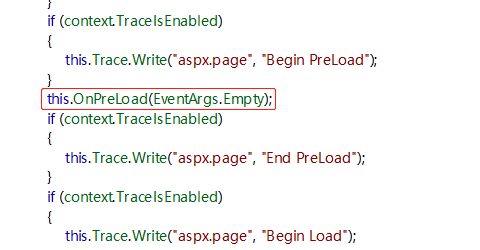 }
if (context.TraceIsEnabled)
{
this.Trace.Write("aspx.page", "Begin PreLoad");
}
this.OnPreLoad(EventArgs.Empty);
if (context.TraceIsEnabled)
{
this.Trace.Write("aspx.page", "End PreLoad");
}
if (context.TraceIsEnabled)
{
this.Trace.Write("aspx.page", "Begin Load");